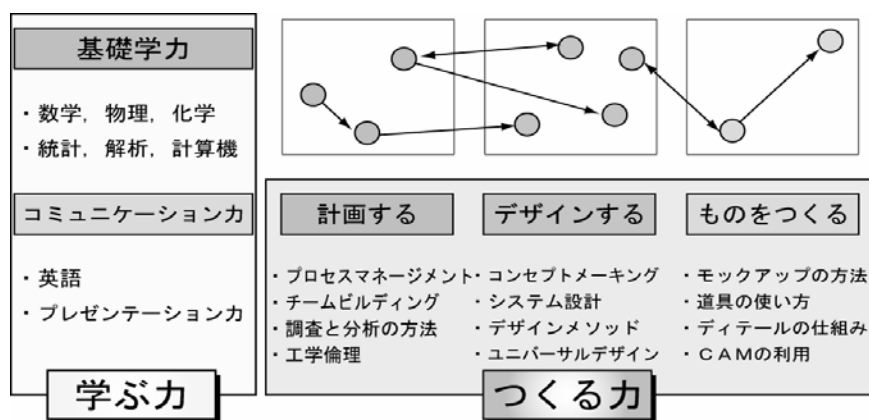 基礎学力
・数学，物理，化学
・統計，解析，計算機
コミュニケーション力
・英語
・プレゼンテーション力
学ぶ力
計画する
・プロセスマネージメント
・チームビルディング
・調査と分析の方法
・工学倫理
デザインする
・コンセプトメーキング
・システム設計
・デザインメソッド
・ユニバーサルデザイン
ものをつくる
・モックアップの方法
・道具の使い方
・ディテールの仕組み
・ＣＡＭの利用
つくる力